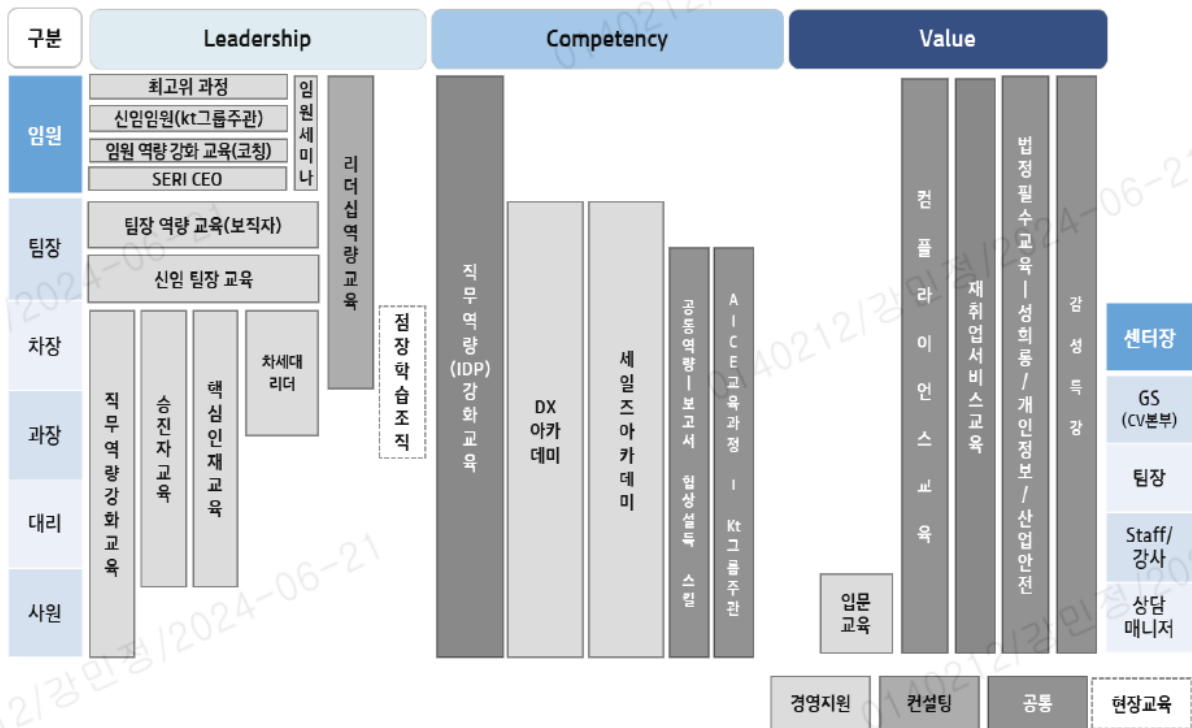 구분
Leadership
Competency
Value
임원
최고위 과정
신임임원(kt그룹주관)
임원 역량 강화 교육(코칭)
SERI CEO
임원세미나
리더십역량교육
팀장
팀장 역량 교육(보직자)
신임 팀장 교육
차장
과장
대리
사원
직무역량강화교육
승진자교육
핵심인재교육
차세대
리더
점장학습조직
직무역량(IDP)강화교육
DX
아카
데미
세일즈아카데미
공통역량ㅣ보고서 협상설득 스킬
AICE교육과정 ㅣ Kt그룹주관
입문
교육
컴플라이언스교육
재취업서비스교육
법정필수교육ㅣ성희롱/개인정보/산업안전
감성특강
센터장
GS
(CV본부)
팀장
Staff/
강사
상담
매니저
경영지원
컨설팅
공통
현장교육
0140212/강민정/2024-06-21